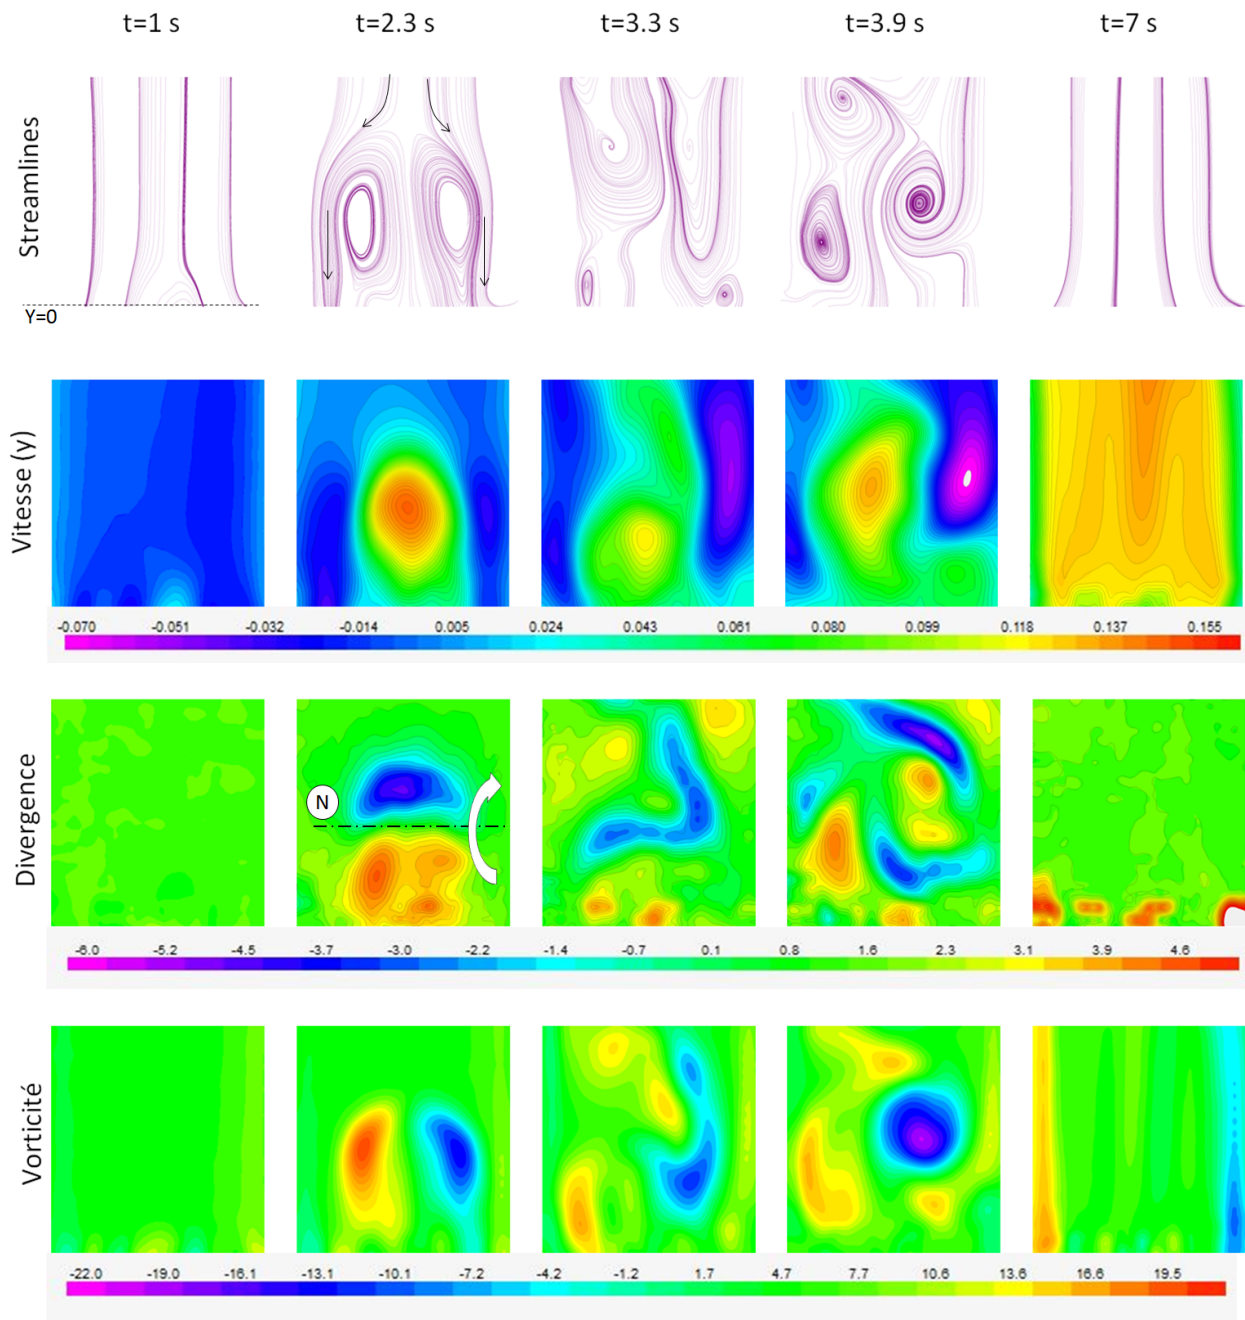 t=1 s t=2.3 s t=3.3 s t=3.9 s t=7 s
Streamlines
Y=0
Vitesse (y)
-0.070 -0.051 -0.032 -0.014 0.005 0.024 0.043 0.061 0.080 0.099 0.118 0.137 0.155
Divergence
N
-6.0 -5.2 -4.5 -3.7 -3.0 -2.2 -1.4 -0.7 0.1 0.8 1.6 2.3 3.1 3.9 4.6
Vorticité
-22.0 -19.0 -16.1 -13.1 -10.1 -7.2 -4.2 -1.2 1.7 4.7 7.7 10.6 13.6 16.6 19.5